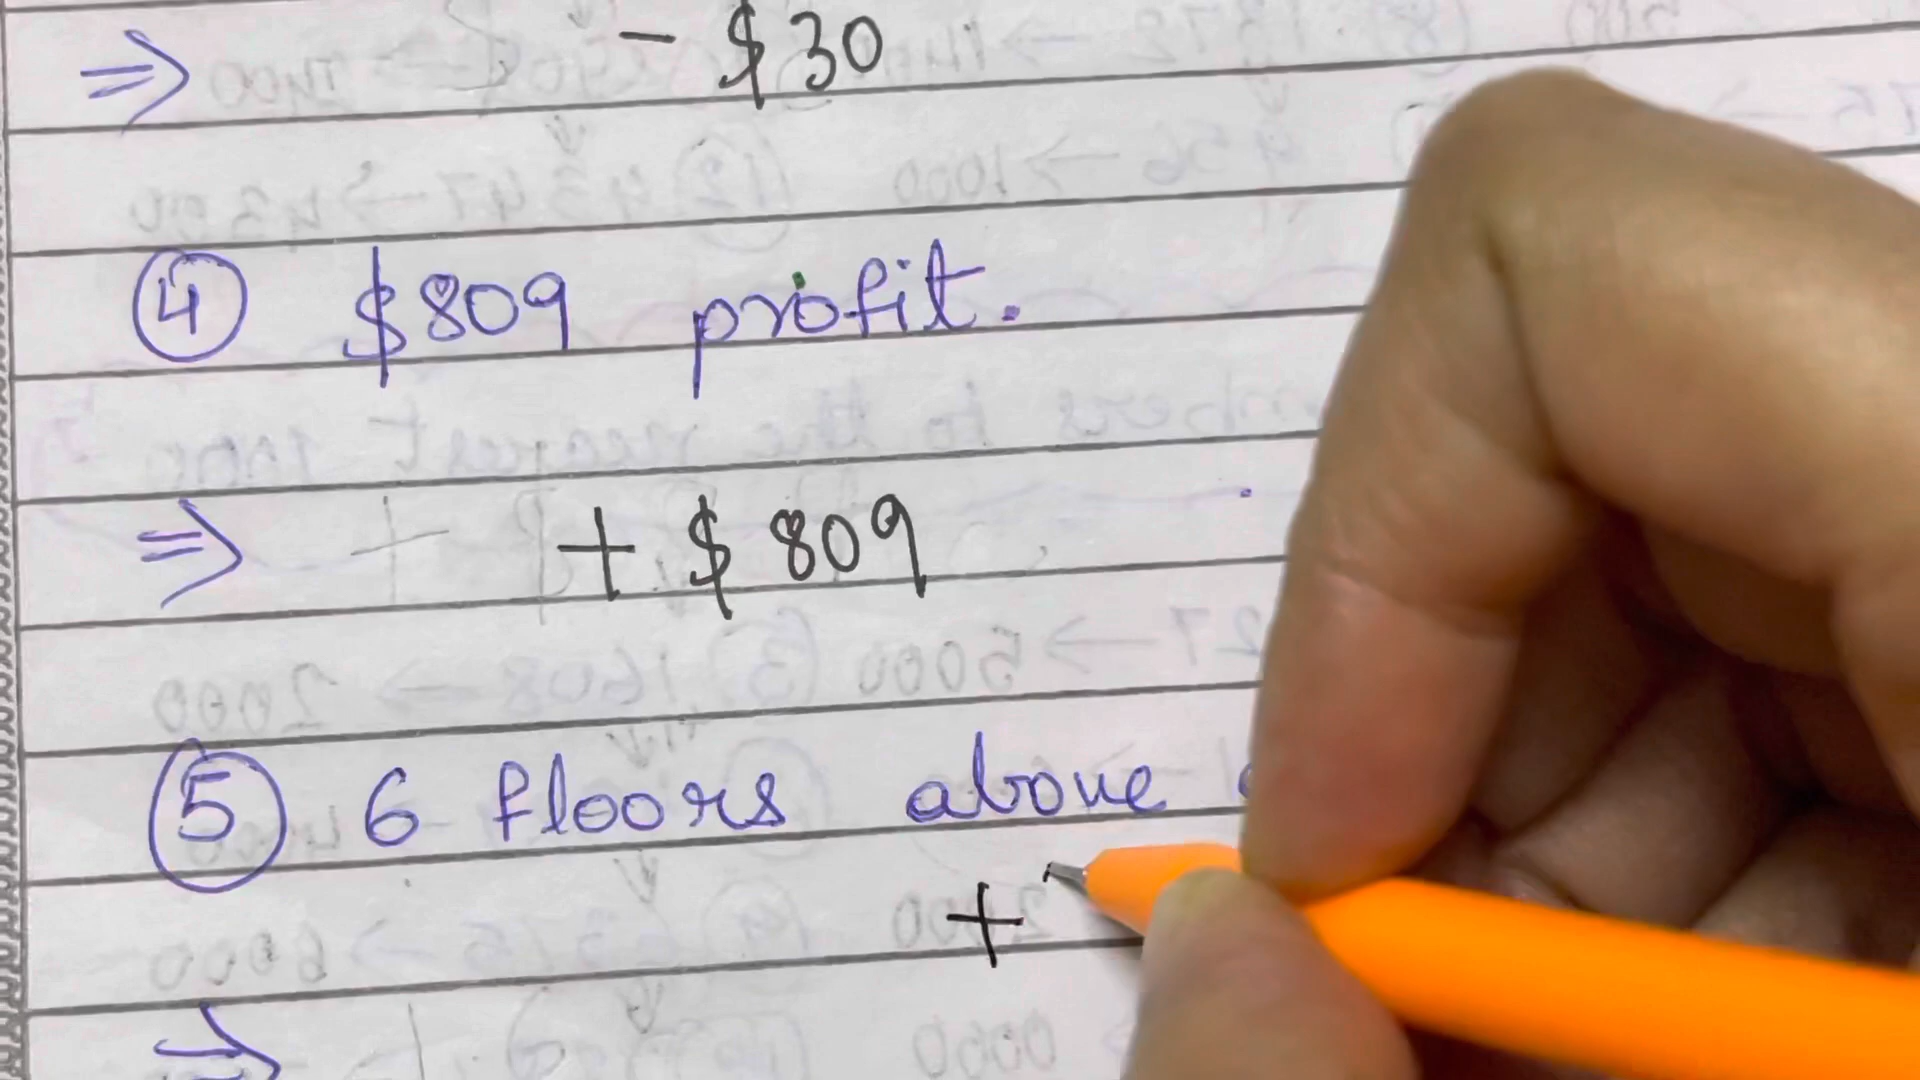 ⇒ - $30
④ $809 profit.
⇒ + $809
⑤ 6 floors above
+
⇒